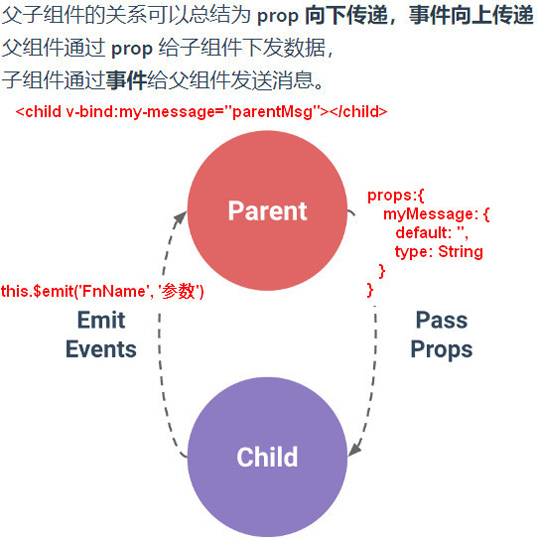 父子组件的关系可以总结为 prop 向下传递，事件向上传递
父组件通过 prop 给子组件下发数据，
子组件通过事件给父组件发送消息。
<child v-bind:my-message="parentMsg"></child>
Parent
props:{
myMessage: {
default: '',
type: String
}
}
this.$emit('FnName', '参数')
Emit
Events
Pass
Props
Child